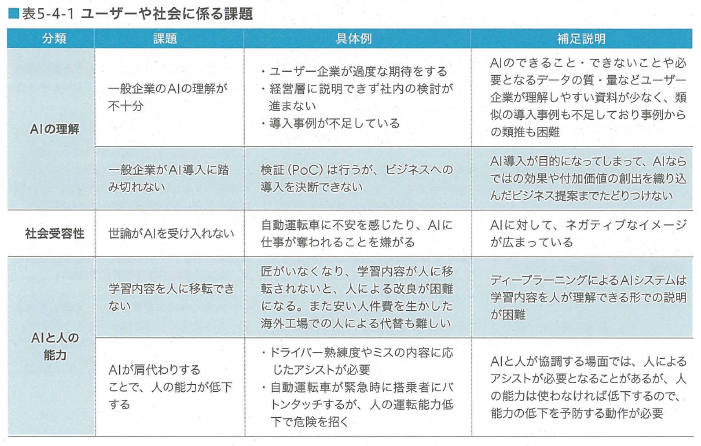 ■表5-4-1 ユーザーや社会に係る課題
分類 課題 具体例 補足説明
AIの理解
一般企業のAIの理解が
不十分
・ユーザー企業が過度な期待をする
・経営層に説明できず社内の検討が
進まない
・導入事例が不足している
AIのできること・できないことや必
要となるデータの質・量などユーザー
企業が理解しやすい資料が少なく、類
似の導入事例も不足しており事例から
の類推も困難
一般企業がAI導入に踏
み切れない
検証（PoC）は行うが、ビジネスへの
導入を決断できない
AI導入が目的になってしまって、AIなら
ではの効果や付加価値の創出を織り込
んだビジネス提案までたどりつけない
社会受容性
世論がAIを受け入れない
自動運転車に不安を感じたり、AIに
仕事が奪われることを嫌がる
AIに対して、ネガティブなイメージ
が広まっている
AIと人の
能力
学習内容を人に移転でき
ない
匠がいなくなり、学習内容が人に移
転されないと、人による改良が困難
になる。また安い人件費を生かした
海外工場での人による代替も難しい
ディープラーニングによるAIシステムは
学習内容を人が理解できる形での説明
が困難
AIが肩代わりする
ことで、人の能力が低下
する
・ドライバー熟練度やミスの内容に応
じたアシストが必要
・自動運転車が緊急時に搭乗者にバ
トンタッチするが、人の運転能力低
下で危険を招く
AIと人が協調する場面では、人による
アシストが必要となることがあるが、人
の能力は使わなければ低下するので、
能力の低下を予防する動作が必要